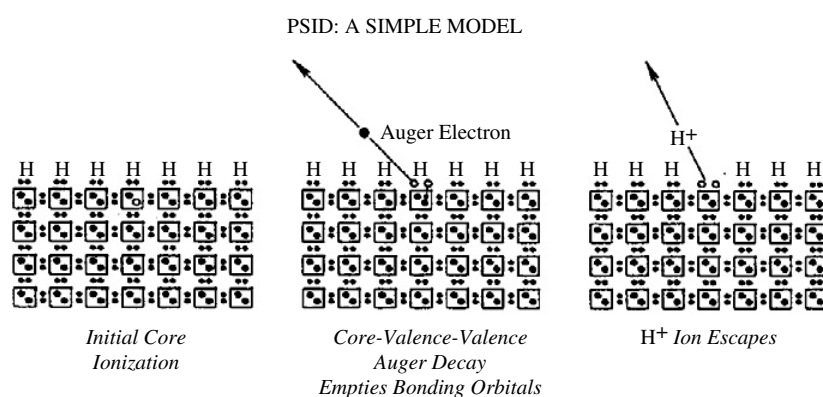 PSID: A SIMPLE MODEL
Auger Electron
H+
H H H H H H H
H H H H H H H
H H H H H H
Initial Core
Ionization
Core-Valence-Valence
Auger Decay
Empties Bonding Orbitals
H+ Ion Escapes